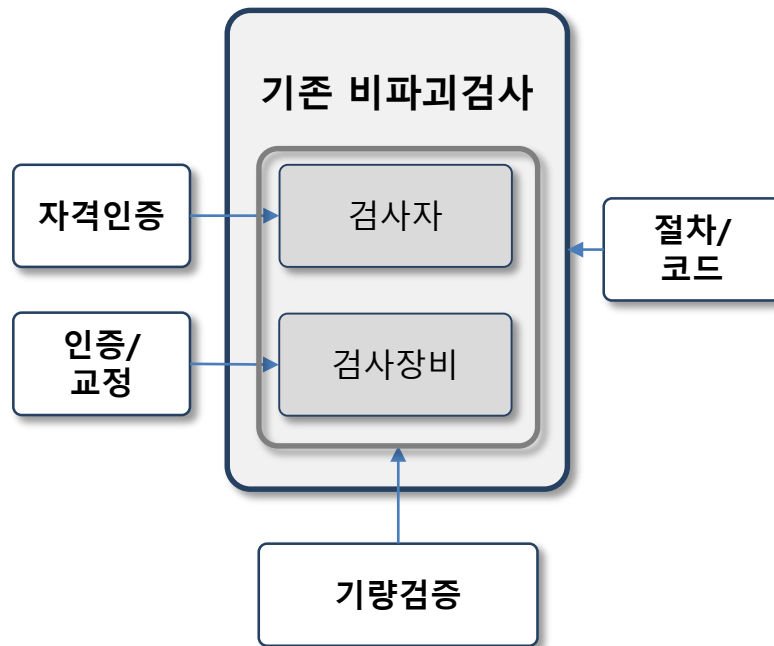 기존 비파괴검사
자격인증
검사자
절차/
코드
인증/
교정
검사장비
기량검증